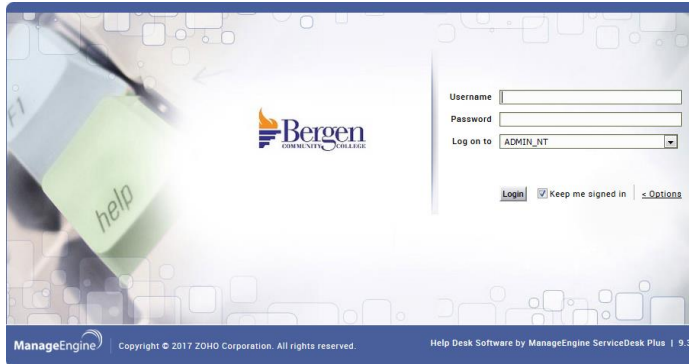 F1
help
Bergen
COMMUNITY COLLEGE
Username
Password
Log on to ADMIN_NT
Login Keep me signed in < Options
ManageEngine Copyright © 2017 ZOHO Corporation. All rights reserved. Help Desk Software by ManageEngine ServiceDesk Plus | 9.3